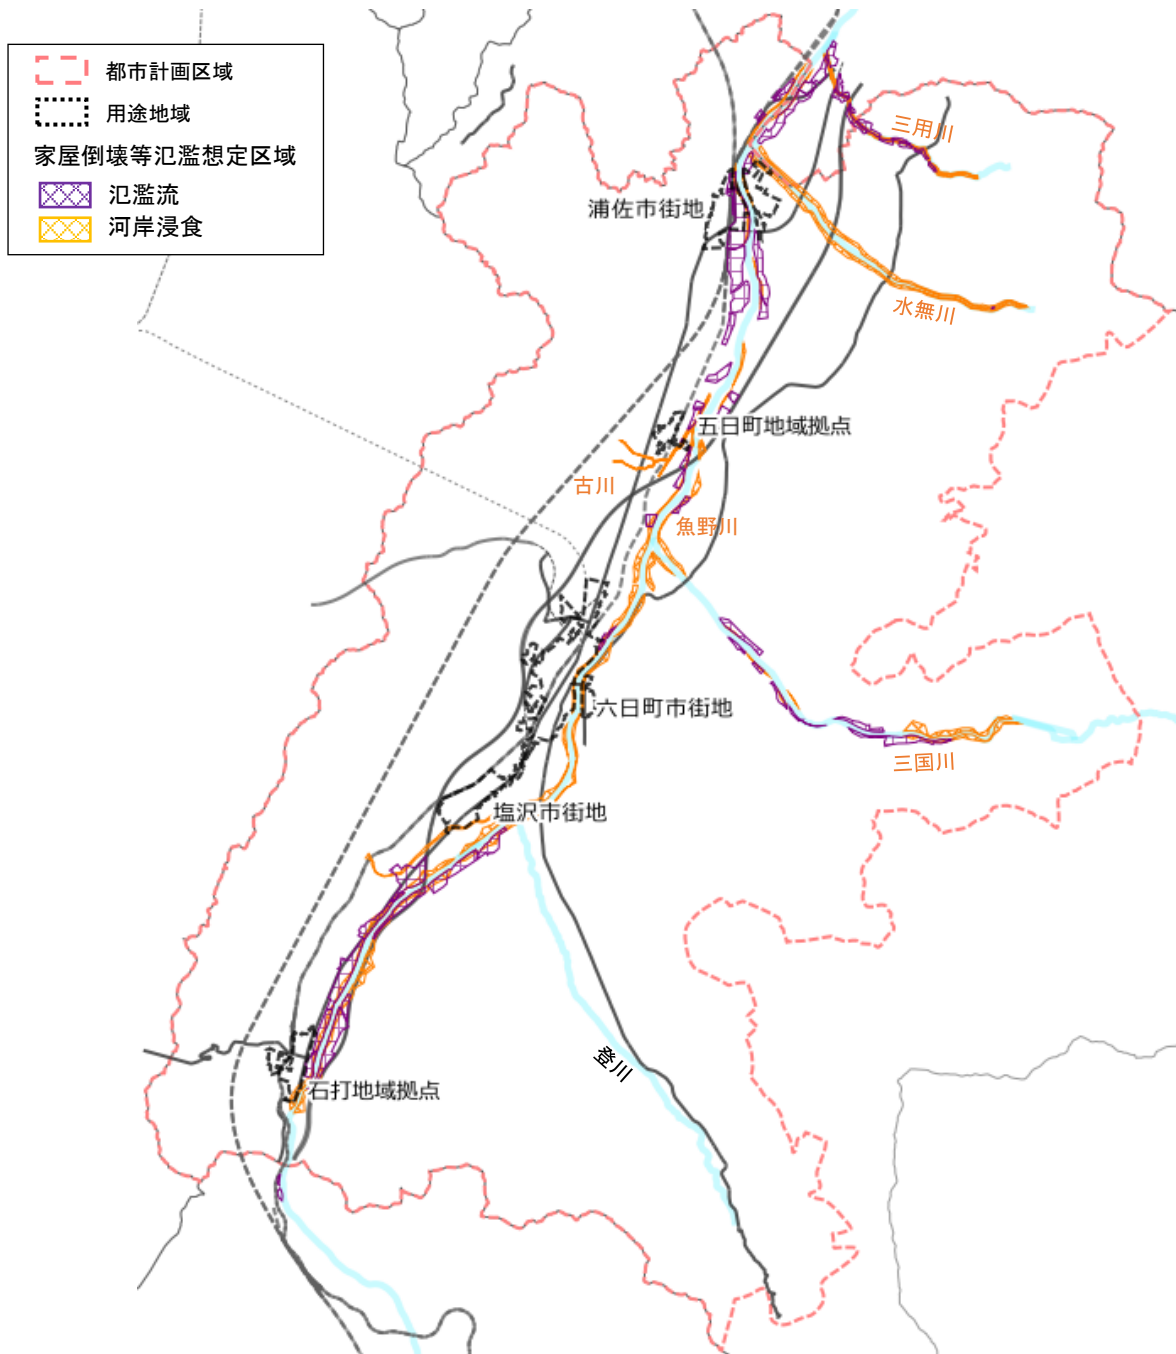 都市計画区域
用途地域
家屋倒壊等氾濫想定区域
氾濫流
河岸浸食
三用川
浦佐市街地
水無川
五日町地域拠点
古川
魚野川
六日町市街地
三国川
塩沢市街地
登川
石打地域拠点